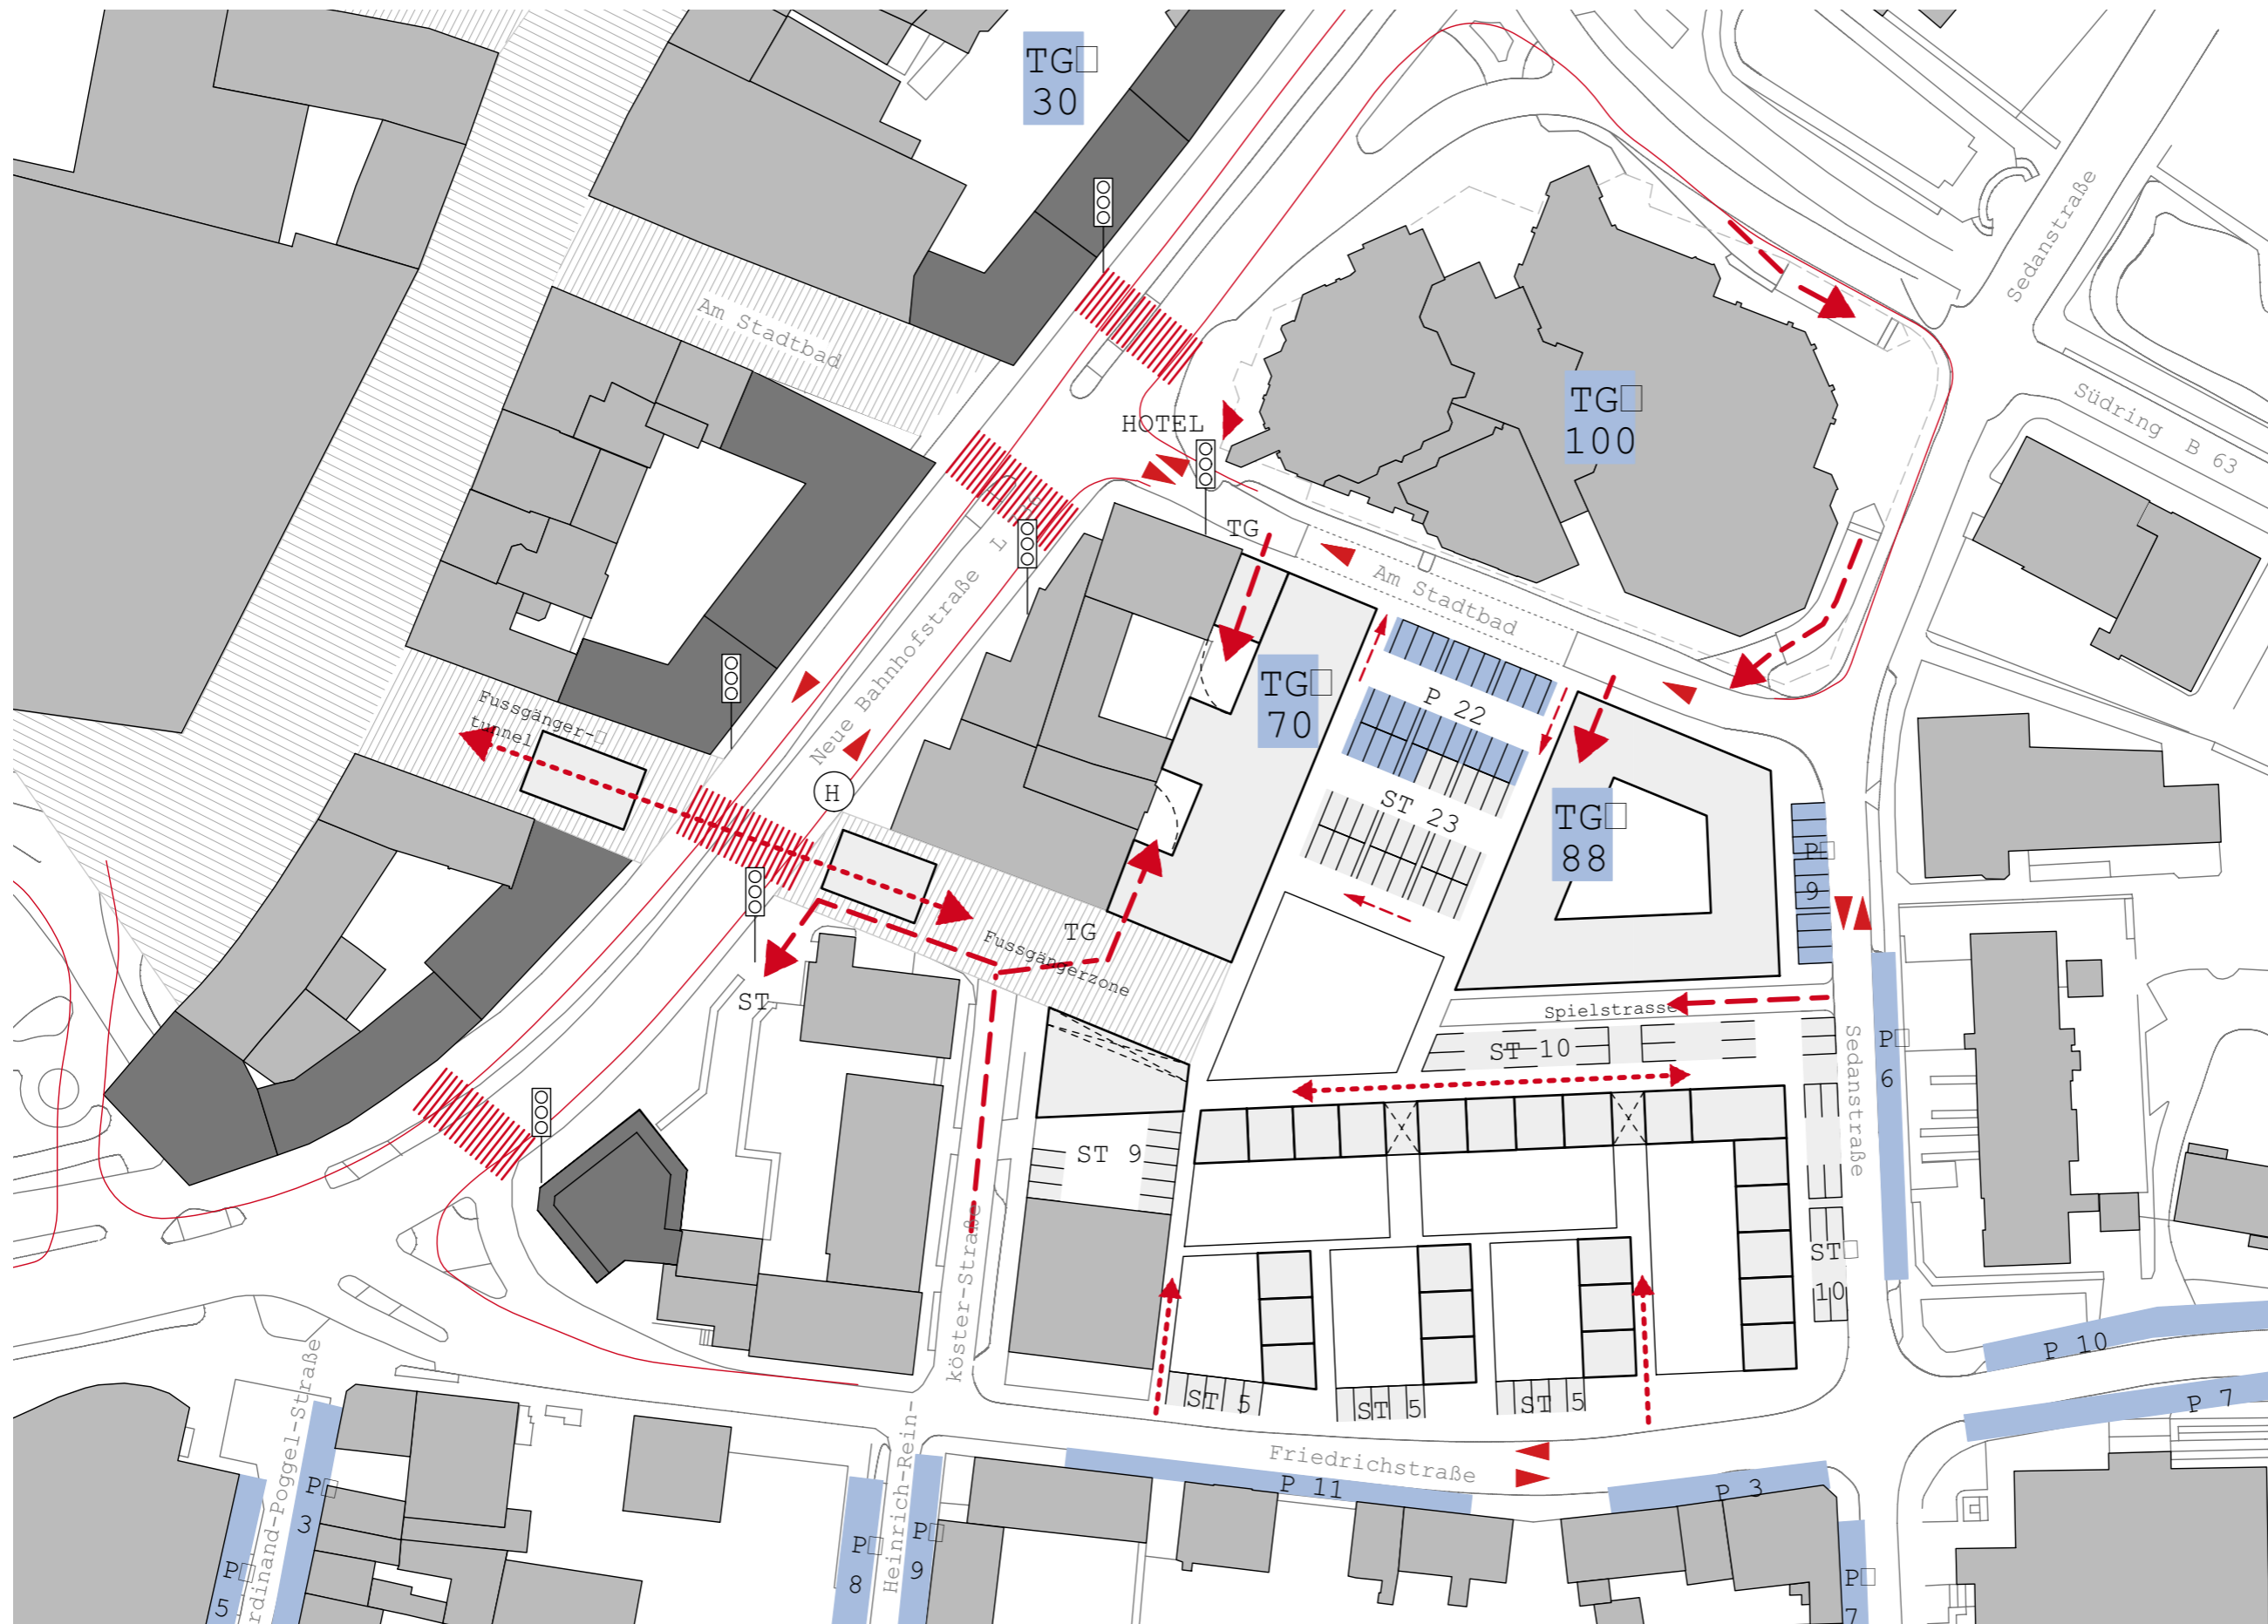 TG
30
Sedanstraße
Am Stadtbad
Südring B 63
HOTEL
TG
100
L S
TG
Am Stadtbad
Neue Bahnhofstraße
Fussgänger-
tunnel
TG
70
P 22
H
ST 23
TG
88
P
9
TG
Fussgängerzone
ST
Spielstrasse
ST 10
P
6
Sedanstraße
ST 9
ST
10
köster-Straße
P 10
P 7
ST 5
ST 5
ST 5
Friedrichstraße
P 11
P 3
rdinand-Poggel-Straße
P
3
P
5
P
8
Heinrich-Rein-
P
9
P
7